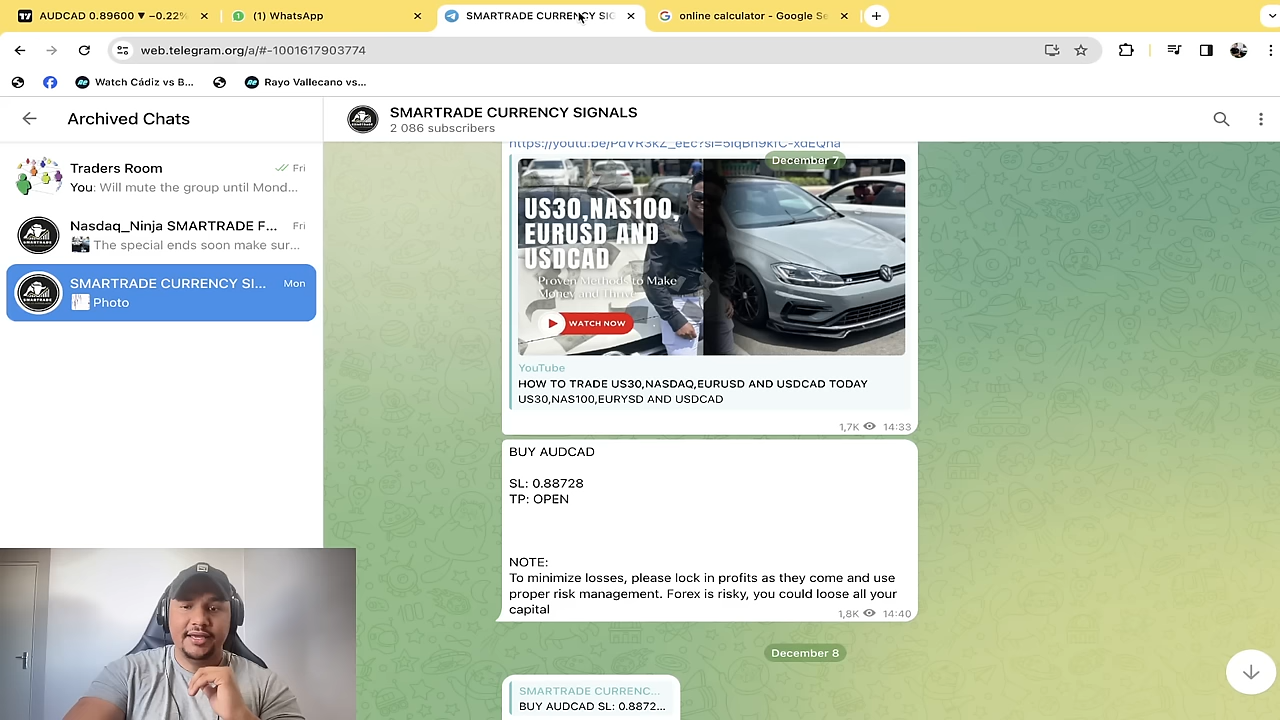 AUDCAD 0.89600 ▼ −0.22%
(1) WhatsApp
SMARTRADE CURRENCY SIG
online calculator - Google Se
web.telegram.org/a/#-1001617903774
Watch Cádiz vs B...
Rayo Vallecano vs...
Archived Chats
SMARTRADE CURRENCY SIGNALS
2 086 subscribers
Traders Room
Fri
You: Will mute the group until Mond...
Nasdaq_Ninja SMARTRADE F...
Fri
The special ends soon make sur...
SMARTRADE CURRENCY SI...
Mon
Photo
December 7
US30,NAS100,
EURUSD AND
USDCAD
Proven Methods to Make
Money and Thrive
WATCH NOW
YouTube
HOW TO TRADE US30,NASDAQ,EURUSD AND USDCAD TODAY
US30,NAS100,EURYSD AND USDCAD
1,7K 14:33
BUY AUDCAD
SL: 0.88728
TP: OPEN
NOTE:
To minimize losses, please lock in profits as they come and use
proper risk management. Forex is risky, you could loose all your
capital
1,8K 14:40
December 8
SMARTRADE CURRENC...
BUY AUDCAD SL: 0.8872...